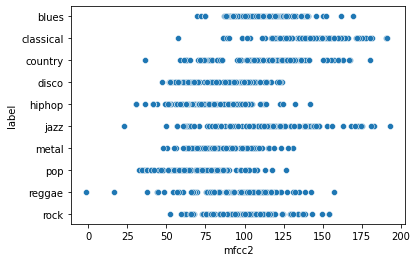 blues
classical
country
disco
hiphop
jazz
metal
pop
reggae
rock
label
0 25 50 75 100 125 150 175 200
mfcc2